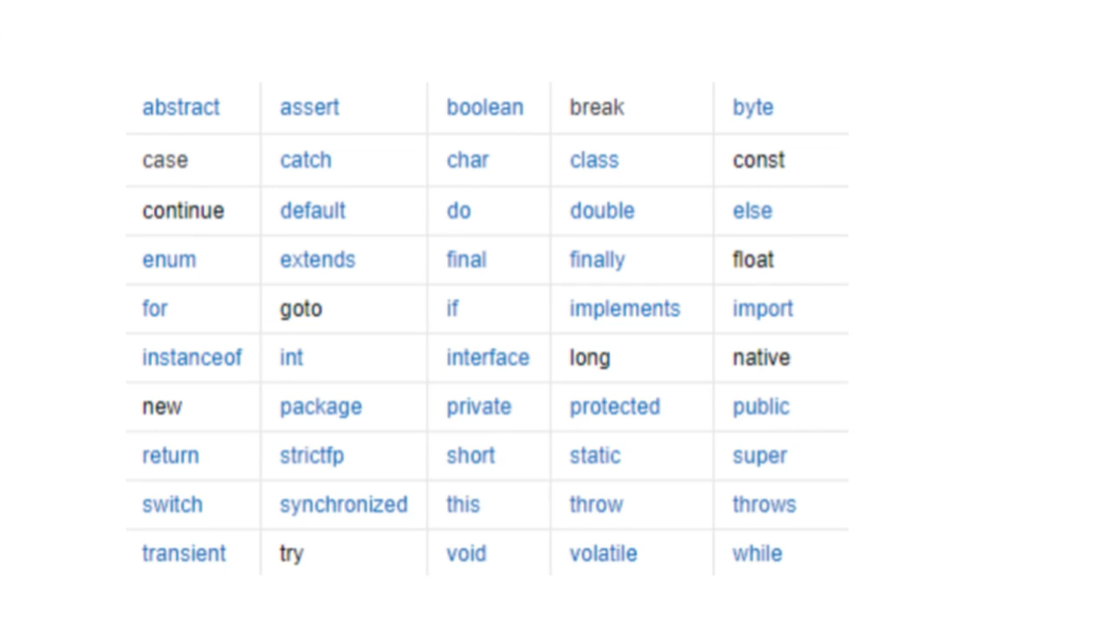 abstract assert boolean break byte
case catch char class const
continue default do double else
enum extends final finally float
for goto if implements import
instanceof int interface long native
new package private protected public
return strictfp short static super
switch synchronized this throw throws
transient try void volatile while